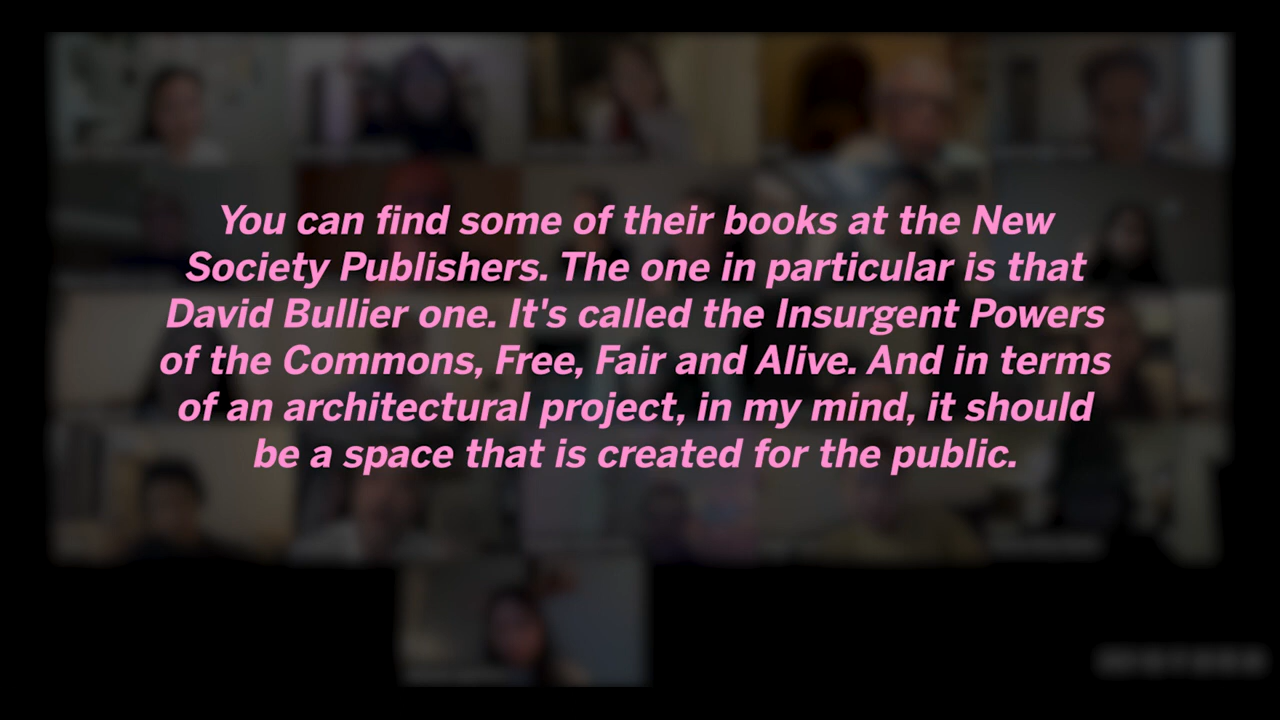 You can find some of their books at the New
Society Publishers. The one in particular is that
David Bullier one. It's called the Insurgent Powers
of the Commons, Free, Fair and Alive. And in terms
of an architectural project, in my mind, it should
be a space that is created for the public.